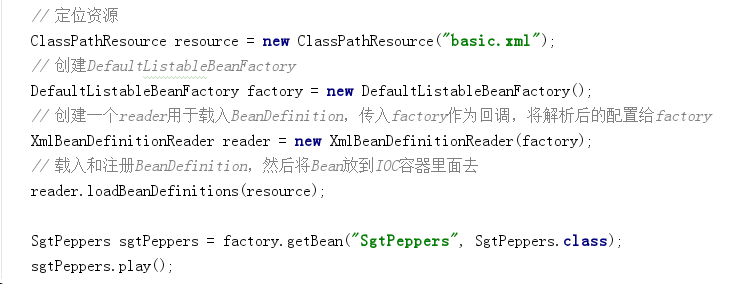 // 定位资源
ClassPathResource resource = new ClassPathResource("basic.xml");
// 创建DefaultListableBeanFactory
DefaultListableBeanFactory factory = new DefaultListableBeanFactory();
// 创建一个reader用于载入BeanDefinition，传入factory作为回调，将解析后的配置给factory
XmlBeanDefinitionReader reader = new XmlBeanDefinitionReader(factory);
// 载入和注册BeanDefinition，然后将Bean放到IOC容器里面去
reader.loadBeanDefinitions(resource);
SgtPeppers sgtPeppers = factory.getBean("SgtPeppers", SgtPeppers.class);
sgtPeppers.play();